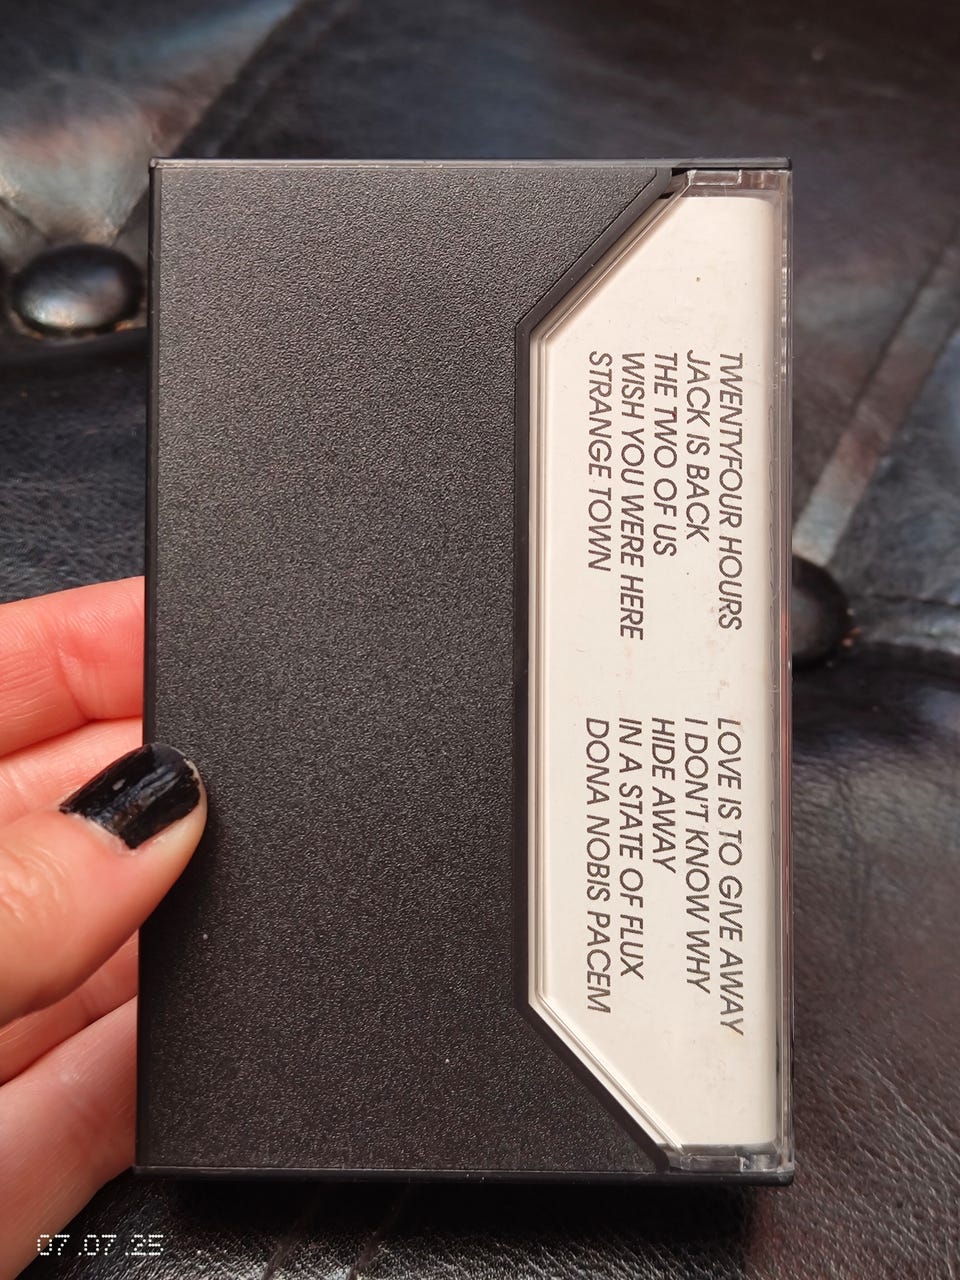 TWENTYFOUR HOURS
JACK IS BACK
THE TWO OF US
WISH YOU WERE HERE
STRANGE TOWN
LOVE IS TO GIVE AWAY
I DON'T KNOW WHY
HIDE AWAY
IN A STATE OF FLUX
DONA NOBIS PACEM
07.07.25